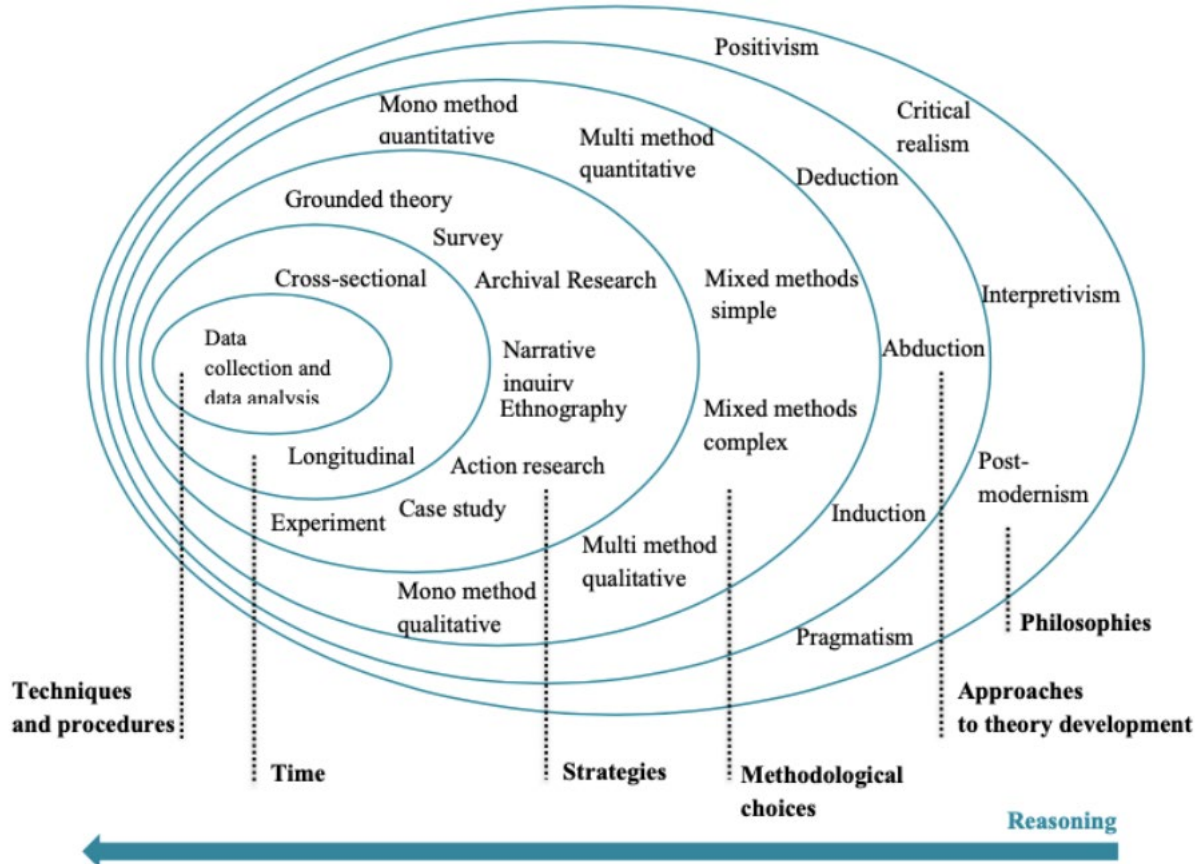 Positivism
Critical
realism
Mono method
quantitative
Multi method
quantitative
Deduction
Grounded theory
Survey
Cross-sectional
Archival Research
Mixed methods
simple
Interpretivism
Data
collection and
data analysis
Narrative
inquiry
Ethnography
Abduction
Mixed methods
complex
Longitudinal
Action research
Post-
modernism
Experiment
Case study
Induction
Multi method
qualitative
Mono method
qualitative
Pragmatism
Philosophies
Techniques
and procedures
Approaches
to theory development
Time
Strategies
Methodological
choices
Reasoning